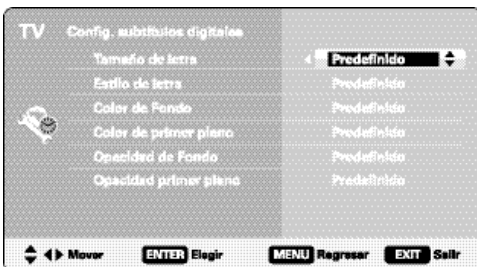 TV Config. subtítulos digitales
Tamaño de letra Predefinido
Estilo de letra Predefinido
Color de Fondo Predefinido
Color de primer plano Predefinido
Opacidad de Fondo Predefinido
Opacidad primer plano Predefinido
Mover ENTER Elegir MENU Regresar EXIT Salir